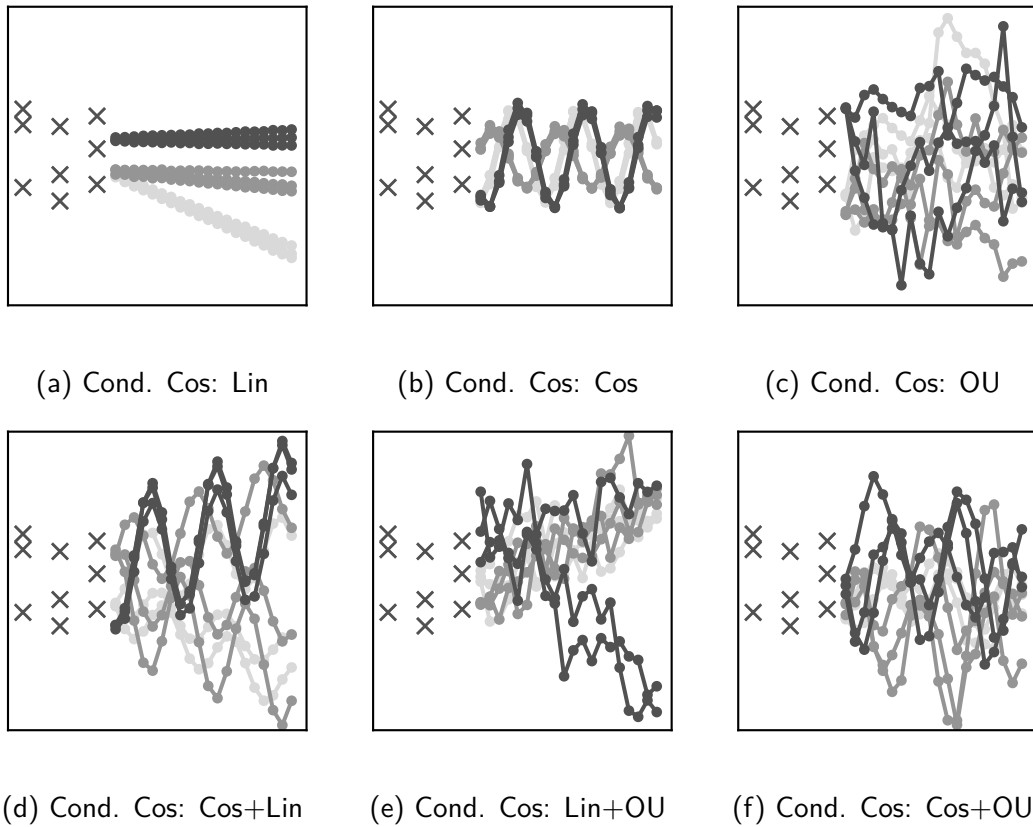 (a) Cond. Cos: Lin
(b) Cond. Cos: Cos
(c) Cond. Cos: OU
(d) Cond. Cos: Cos+Lin
(e) Cond. Cos: Lin+OU
(f) Cond. Cos: Cos+OU